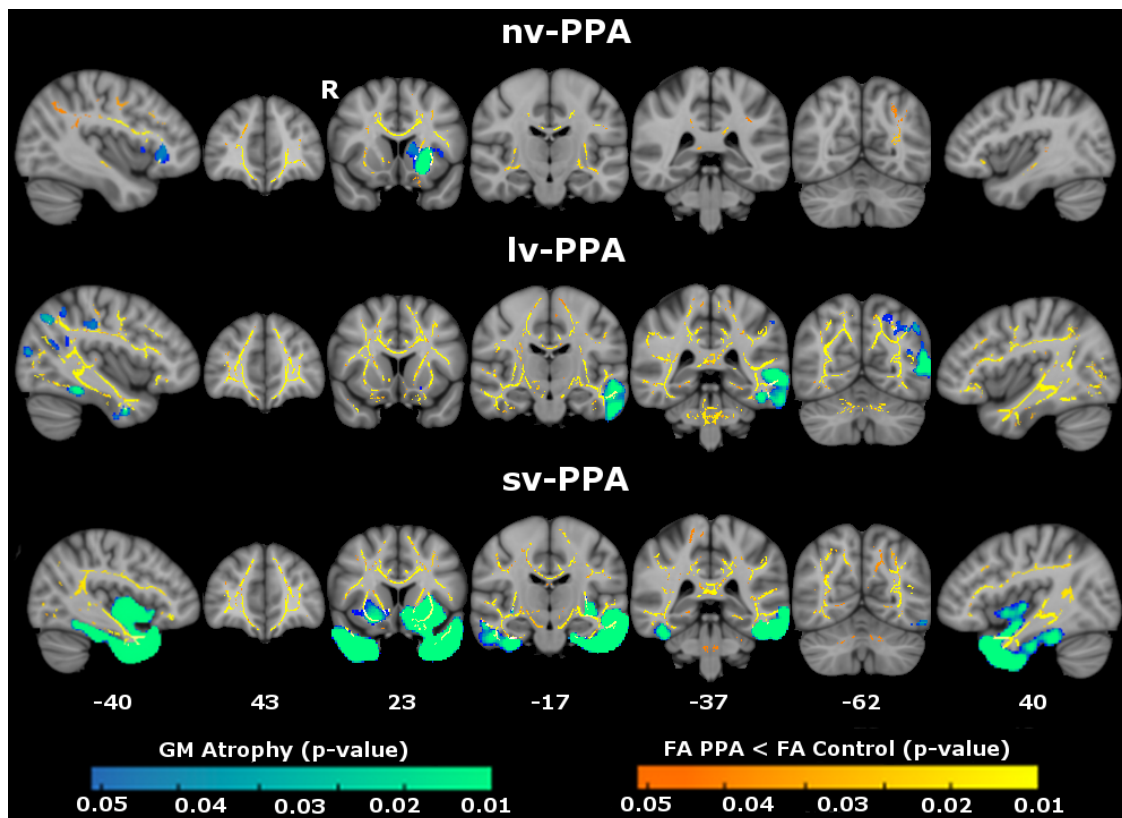 nv-PPA
R
lv-PPA
sv-PPA
-40 43 23 -17 -37 -62 40
GM Atrophy (p-value) FA PPA < FA Control (p-value)
0.05 0.04 0.03 0.02 0.01 0.05 0.04 0.03 0.02 0.01